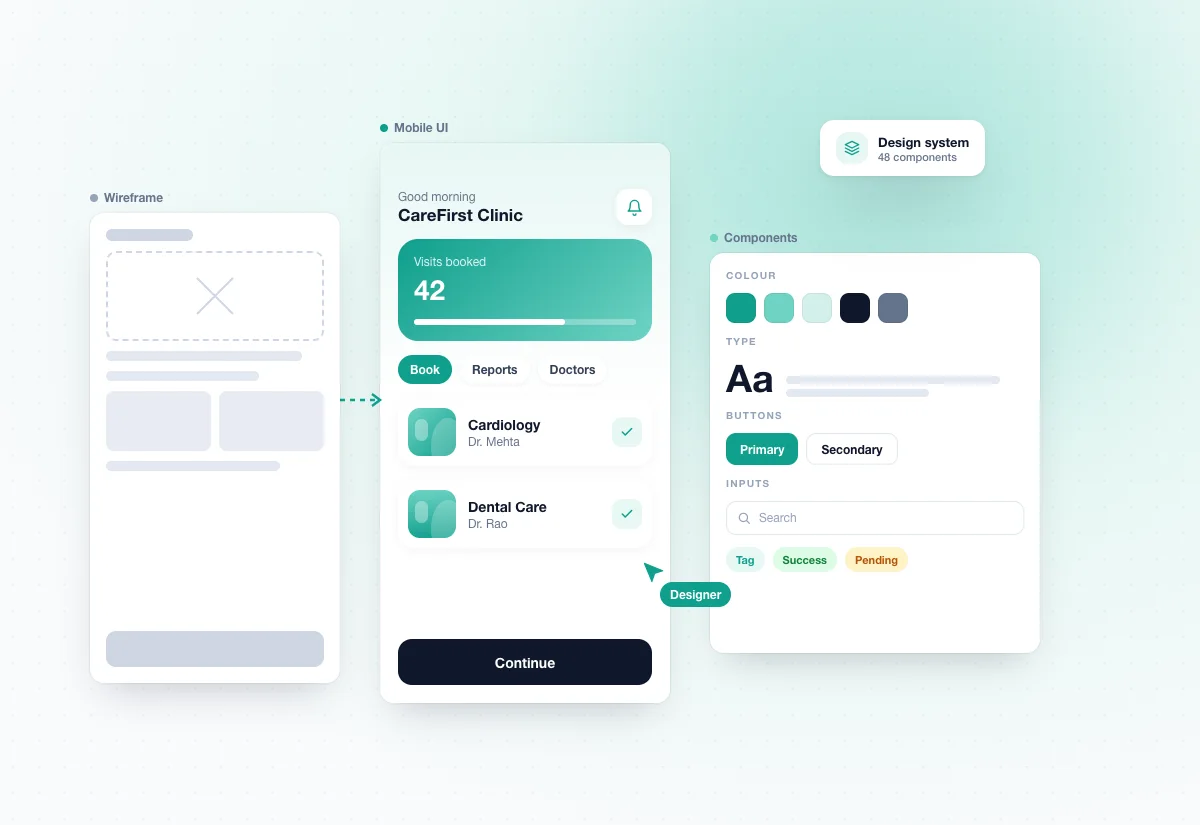 Wireframe
Mobile UI
Good morning
CareFirst Clinic
Visits booked
42
Book
Reports
Doctors
Cardiology
Dr. Mehta
Dental Care
Dr. Rao
Continue
Designer
Design system
48 components
Components
COLOUR
TYPE
Aa
BUTTONS
Primary
Secondary
INPUTS
Search
Tag
Success
Pending